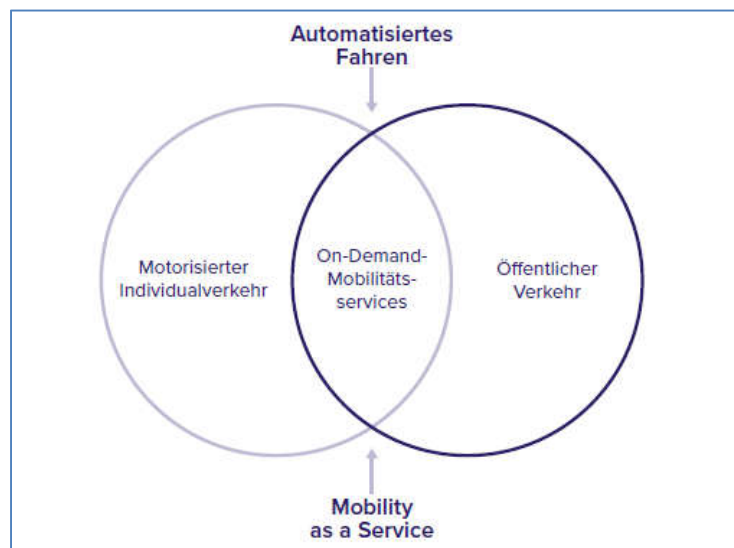 Automatisiertes
Fahren
Motorisierter
Individualverkehr
On-Demand-
Mobilitäts-
services
Öffentlicher
Verkehr
Mobility
as a Service